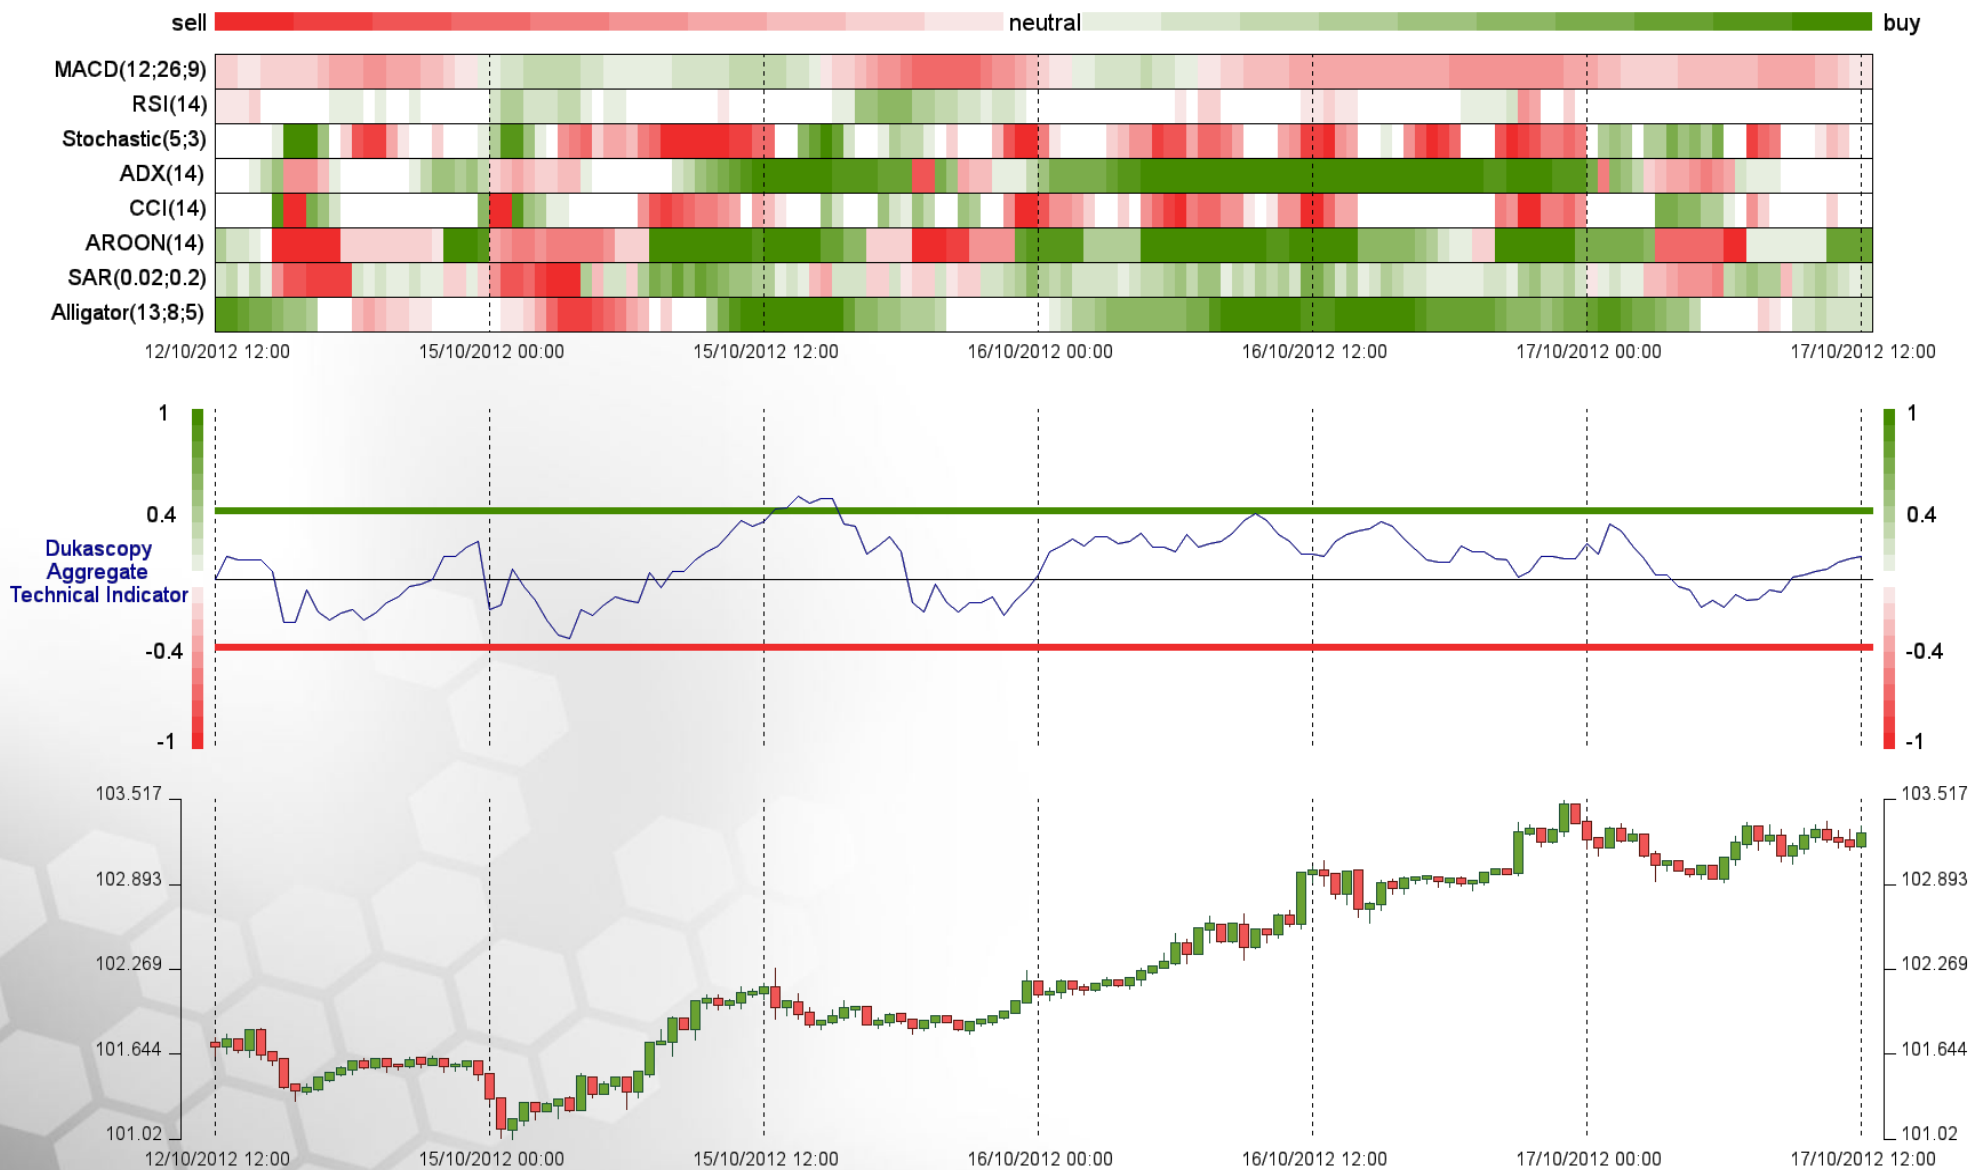 sell neutral buy
MACD(12;26;9)
RSI(14)
Stochastic(5;3)
ADX(14)
CCI(14)
AROON(14)
SAR(0.02;0.2)
Alligator(13;8;5)
12/10/2012 12:00 15/10/2012 00:00 15/10/2012 12:00 16/10/2012 00:00 16/10/2012 12:00 17/10/2012 00:00 17/10/2012 12:00
1 1
0.4 0.4
Dukascopy
Aggregate
Technical Indicator
-0.4 -0.4
-1 -1
103.517 103.517
102.893 102.893
102.269 102.269
101.644 101.644
101.02 101.02
12/10/2012 12:00 15/10/2012 00:00 15/10/2012 12:00 16/10/2012 00:00 16/10/2012 12:00 17/10/2012 00:00 17/10/2012 12:00